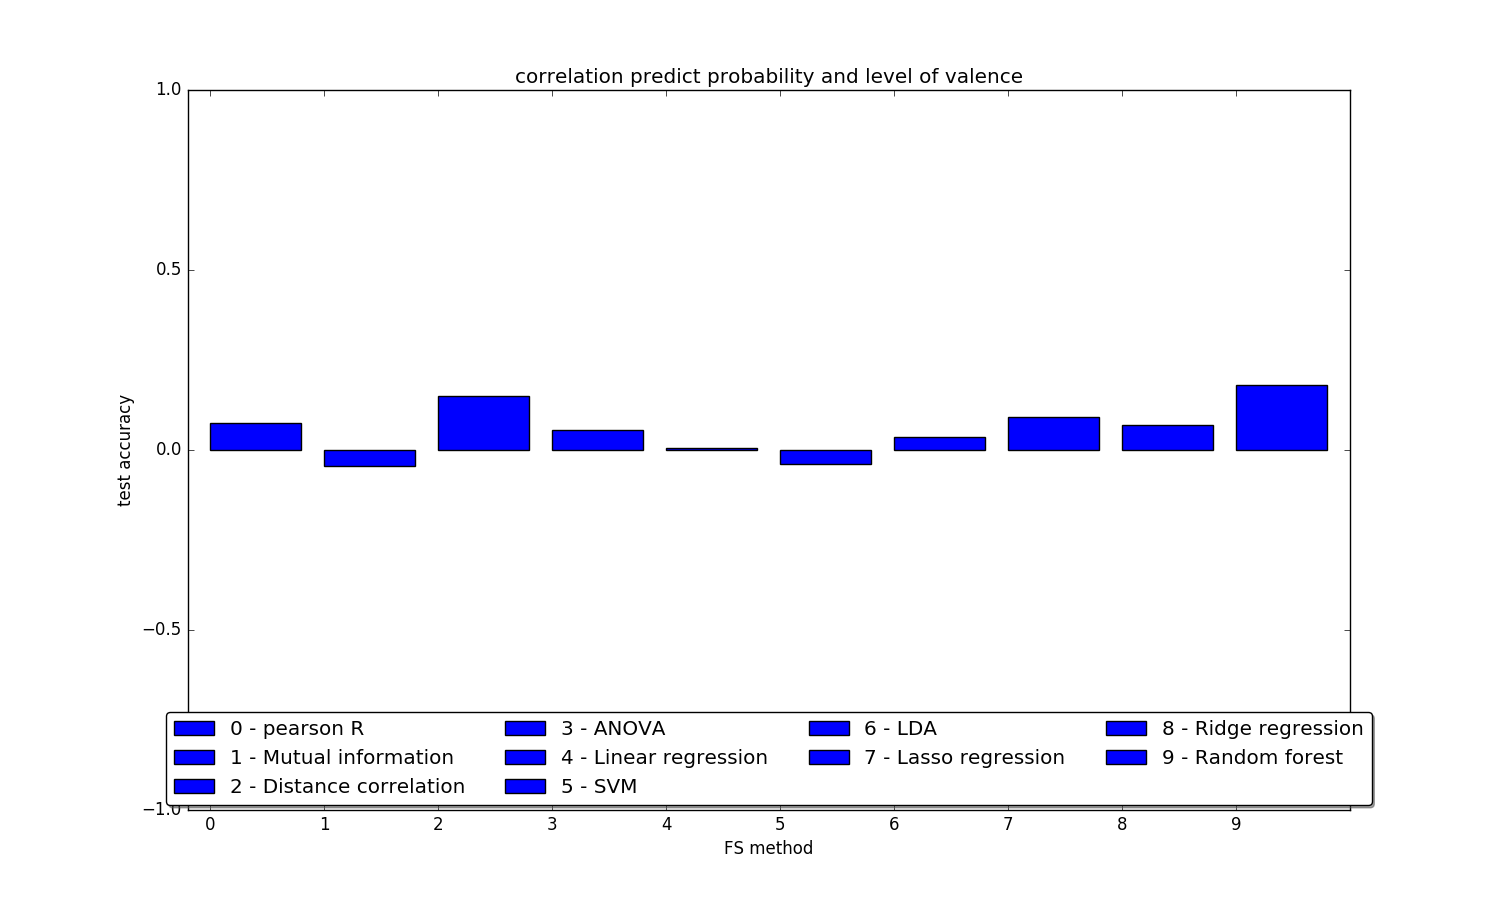 correlation predict probability and level of valence
1.0
0.5
0.0
−0.5
−1.0
test accuracy
0 - pearson R
1 - Mutual information
2 - Distance correlation
3 - ANOVA
4 - Linear regression
5 - SVM
6 - LDA
7 - Lasso regression
8 - Ridge regression
9 - Random forest
0 1 2 3 4 5 6 7 8 9
FS method